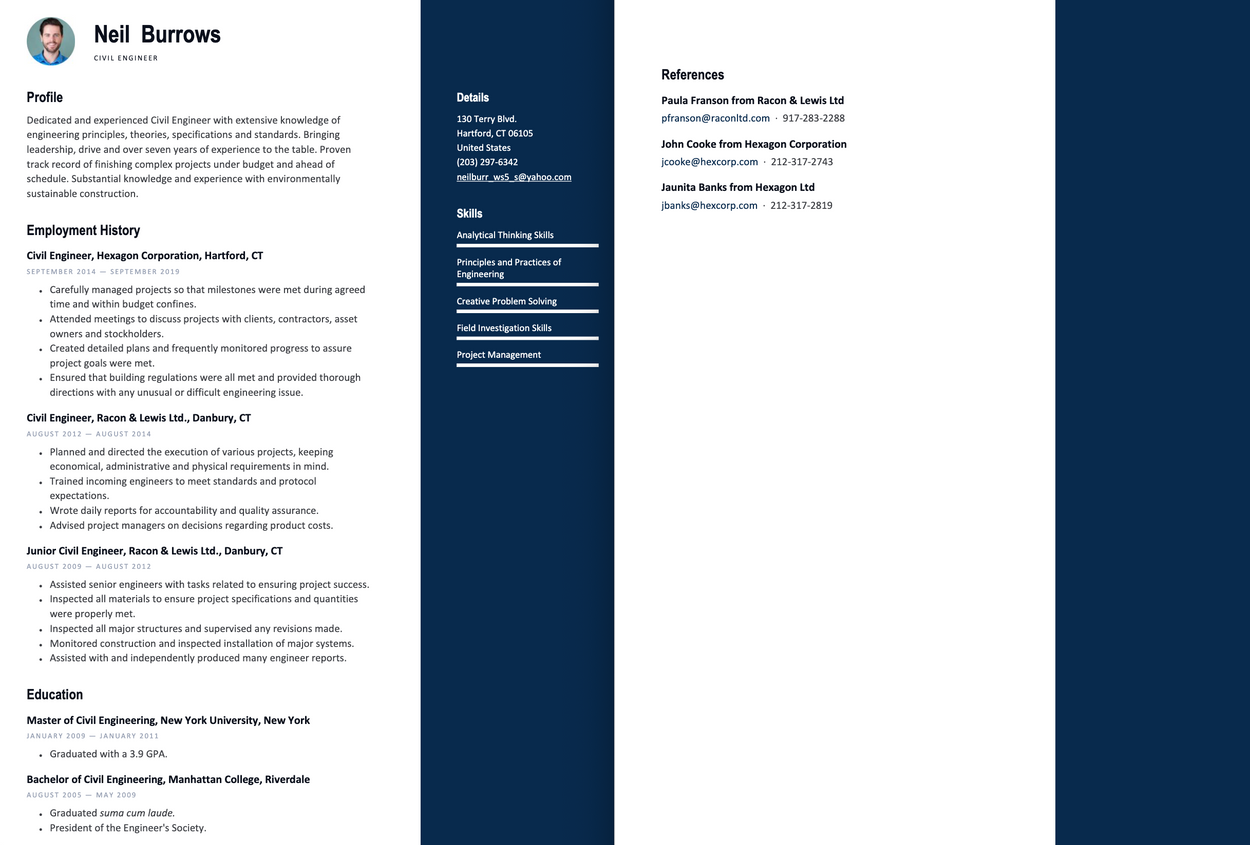 Neil Burrows
CIVIL ENGINEER
Profile
Dedicated and experienced Civil Engineer with extensive knowledge of
engineering principles, theories, specifications and standards. Bringing
leadership, drive and over seven years of experience to the table. Proven
track record of finishing complex projects under budget and ahead of
schedule. Substantial knowledge and experience with environmentally
sustainable construction.
Employment History
Civil Engineer, Hexagon Corporation, Hartford, CT
SEPTEMBER 2014 — SEPTEMBER 2019
• Carefully managed projects so that milestones were met during agreed
time and within budget confines.
• Attended meetings to discuss projects with clients, contractors, asset
owners and stockholders.
• Created detailed plans and frequently monitored progress to assure
project goals were met.
• Ensured that building regulations were all met and provided thorough
directions with any unusual or difficult engineering issue.
Civil Engineer, Racon & Lewis Ltd., Danbury, CT
AUGUST 2012 — AUGUST 2014
• Planned and directed the execution of various projects, keeping
economical, administrative and physical requirements in mind.
• Trained incoming engineers to meet standards and protocol
expectations.
• Wrote daily reports for accountability and quality assurance.
• Advised project managers on decisions regarding product costs.
Junior Civil Engineer, Racon & Lewis Ltd., Danbury, CT
AUGUST 2009 — AUGUST 2012
• Assisted senior engineers with tasks related to ensuring project success.
• Inspected all materials to ensure project specifications and quantities
were properly met.
• Inspected all major structures and supervised any revisions made.
• Monitored construction and inspected installation of major systems.
• Assisted with and independently produced many engineer reports.
Education
Master of Civil Engineering, New York University, New York
JANUARY 2009 — JANUARY 2011
• Graduated with a 3.9 GPA.
Bachelor of Civil Engineering, Manhattan College, Riverdale
AUGUST 2005 — MAY 2009
• Graduated suma cum laude.
• President of the Engineer's Society.
Details
130 Terry Blvd.
Hartford, CT 06105
United States
(203) 297-6342
neilburr_ws5_s@yahoo.com
Skills
Analytical Thinking Skills
Principles and Practices of
Engineering
Creative Problem Solving
Field Investigation Skills
Project Management
References
Paula Franson from Racon & Lewis Ltd
pfranson@raconltd.com · 917-283-2288
John Cooke from Hexagon Corporation
jcooke@hexcorp.com · 212-317-2743
Jaunita Banks from Hexagon Ltd
jbanks@hexcorp.com · 212-317-2819